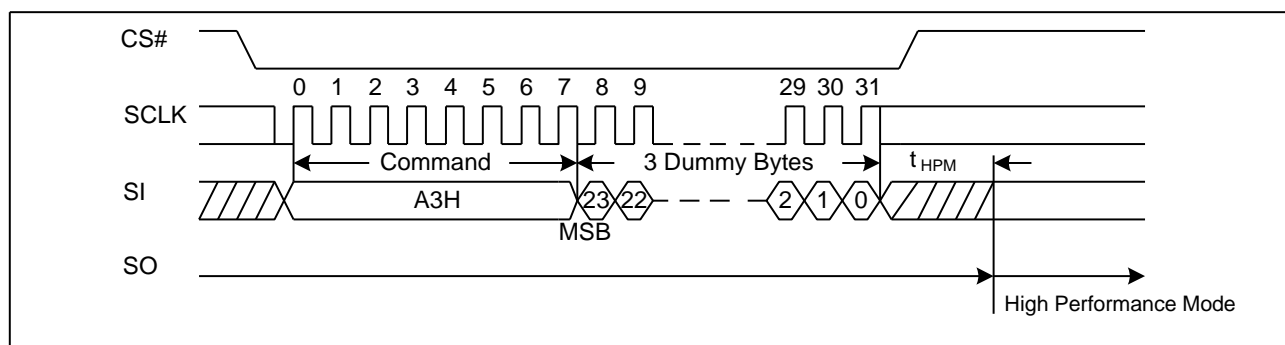 CS#
0 1 2 3 4 5 6 7 8 9 29 30 31
SCLK
Command 3 Dummy Bytes tHPM
SI A3H 23 22 2 1 0
MSB
SO
High Performance Mode